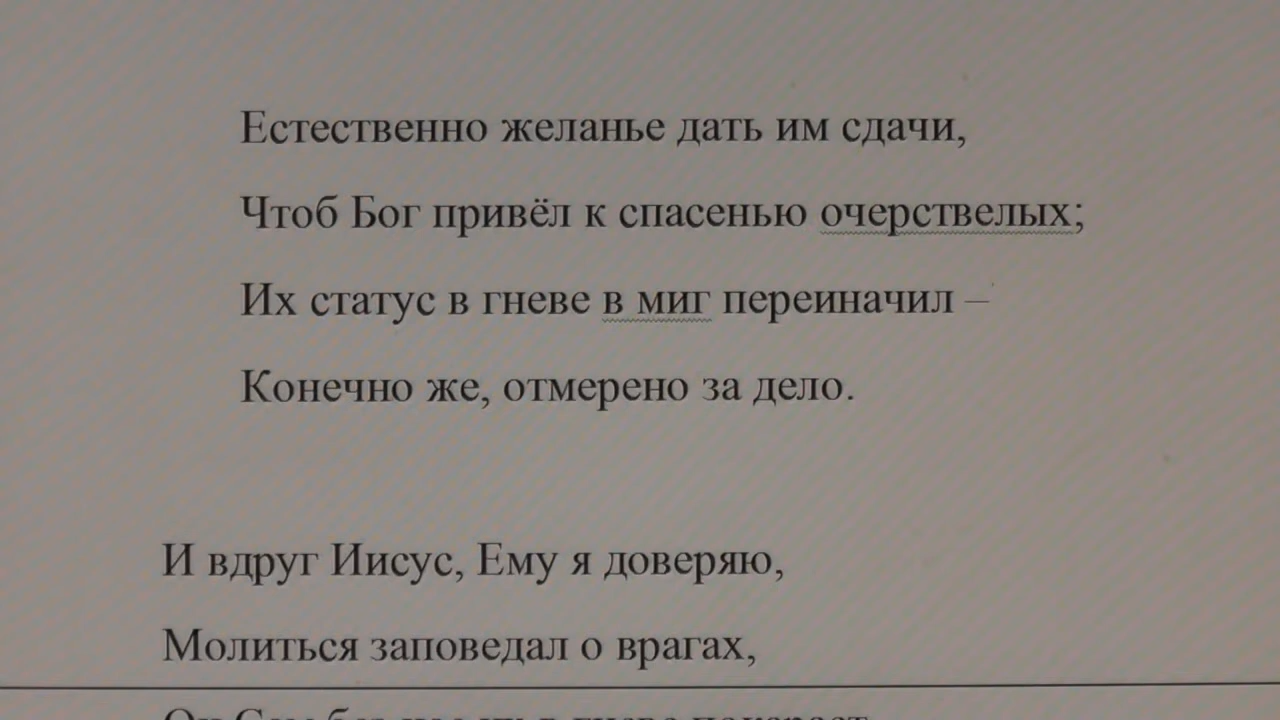 Естественно желанье дать им сдачи,
Чтоб Бог привёл к спасенью очерствелых;
Их статус в гневе в миг переиначил –
Конечно же, отмерено за дело.
И вдруг Иисус, Ему я доверяю,
Молиться заповедал о врагах,